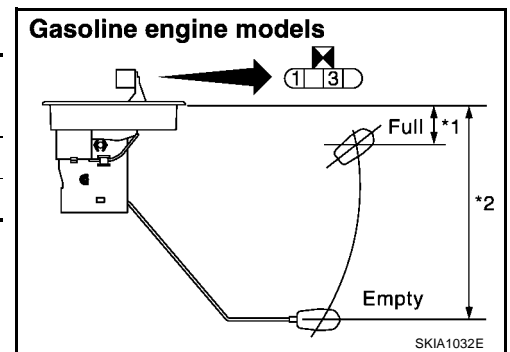 Gasoline engine models
1 3
Full *1
*2
Empty
SKIA1032E